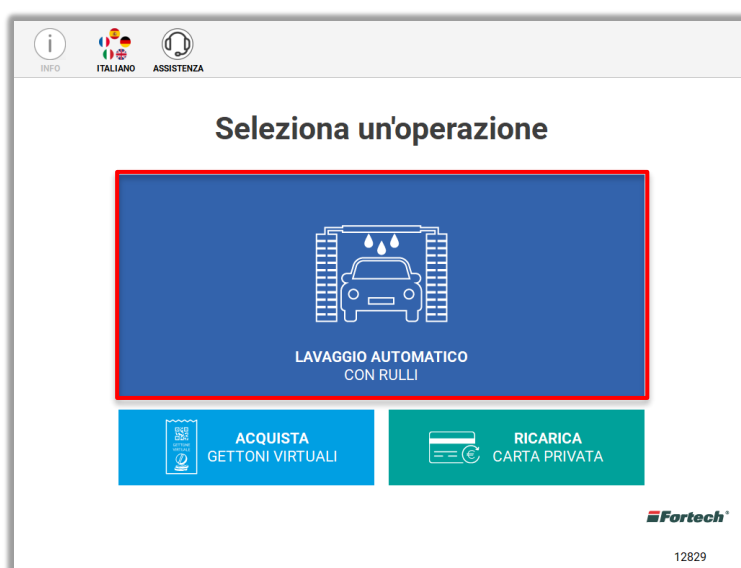 INFO
ITALIANO
ASSISTENZA
Seleziona un'operazione
LAVAGGIO AUTOMATICO
CON RULLI
ACQUISTA
GETTONI VIRTUALI
RICARICA
CARTA PRIVATA
Fortech
12829